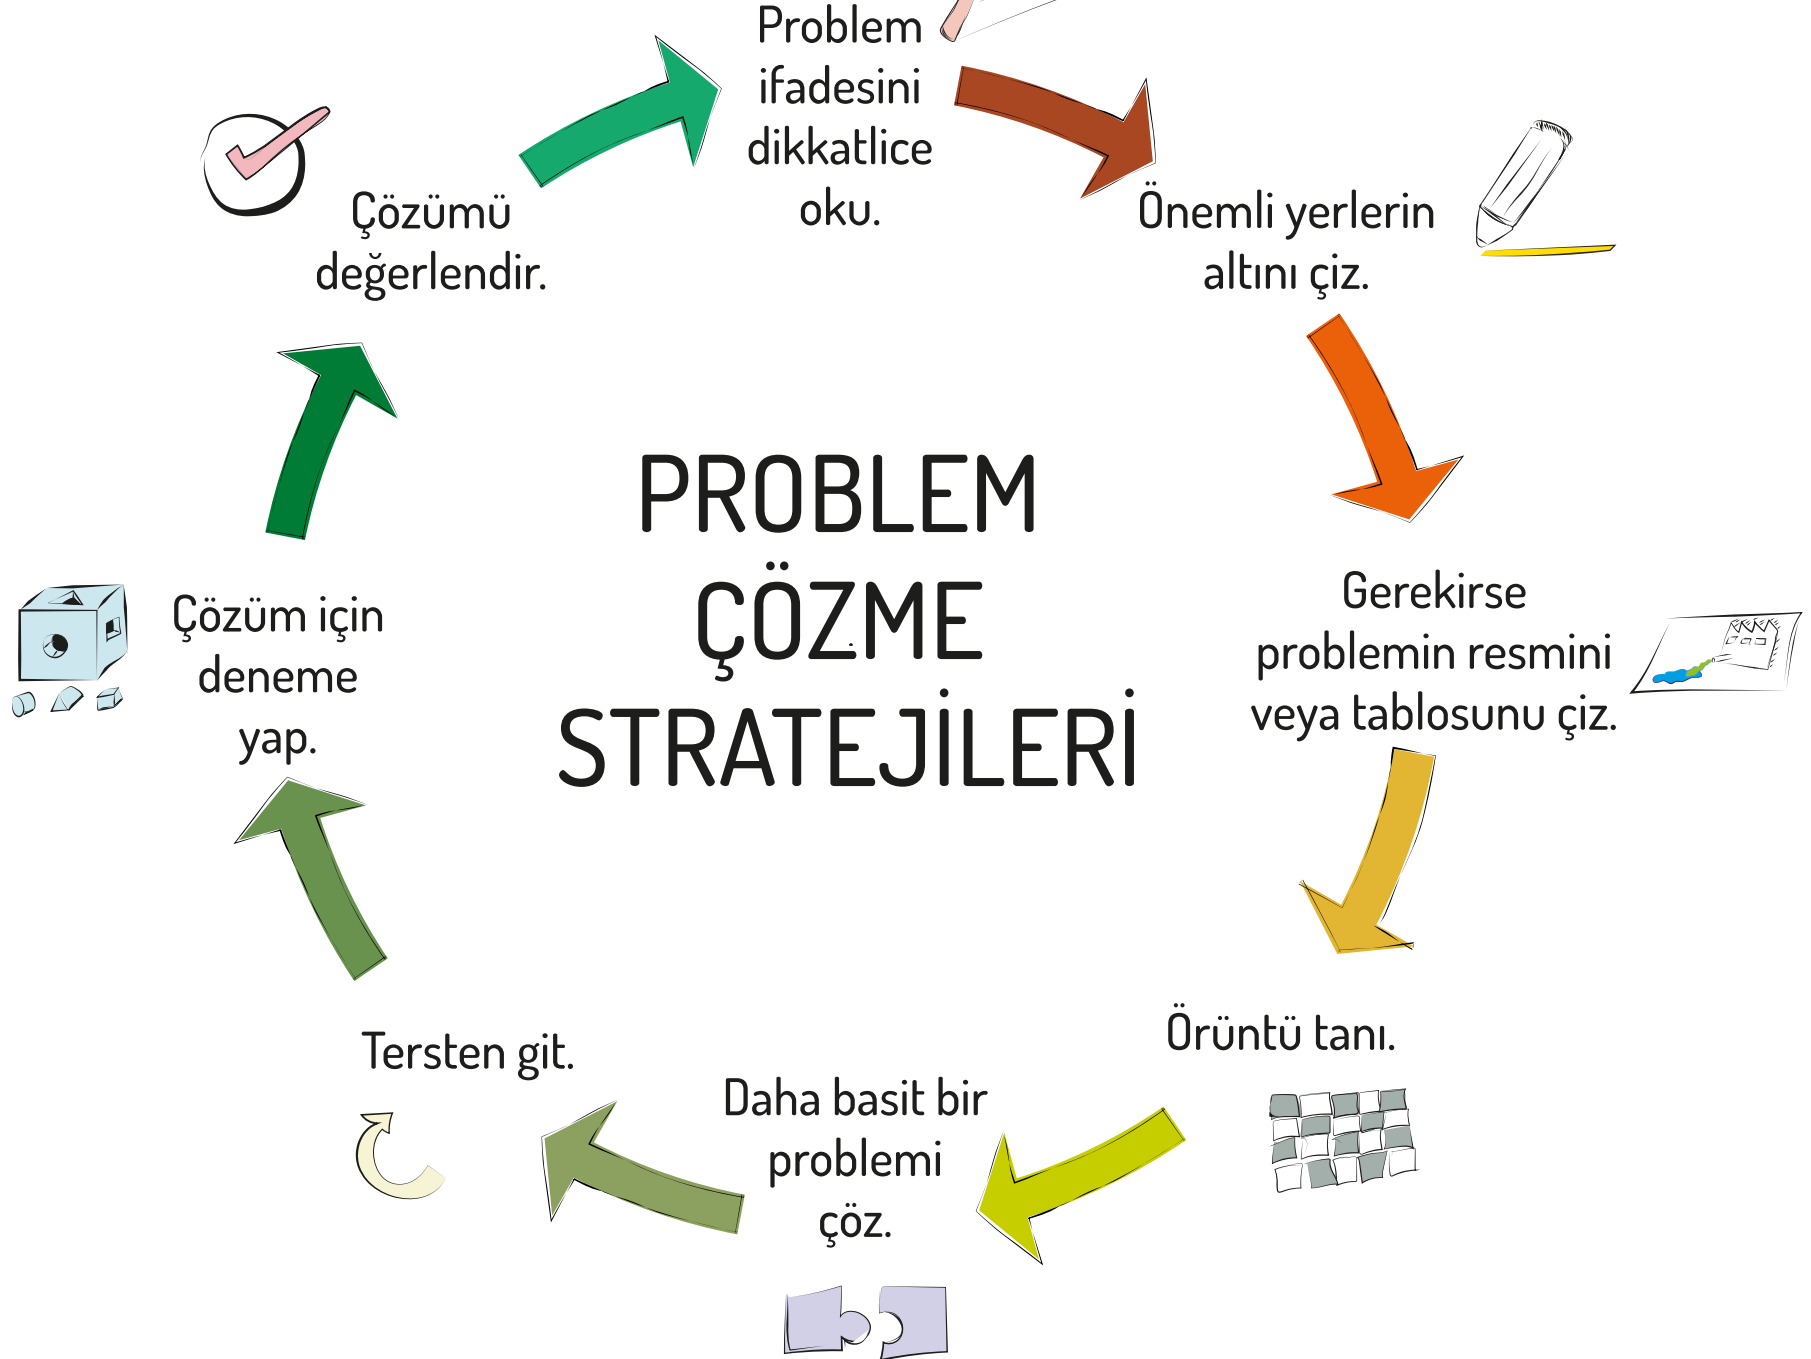 Problem
ifadesini
dikkatlice
oku.
Önemli yerlerin
altını çiz.
Gerekirse
problemin resmini
veya tablosunu çiz.
Örüntü tanı.
Daha basit bir
problemi
çöz.
Tersten git.
Çözüm için
deneme
yap.
Çözümü
değerlendir.
PROBLEM
ÇÖZME
STRATEJİLERİ